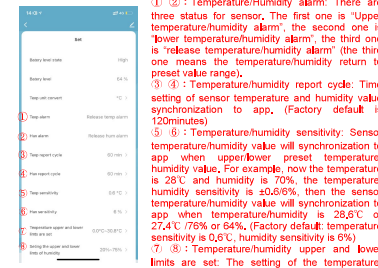 14:12
Set
Battery level state High
Battery level 84 %
Temp unit convert °C
① Temp alarm Release temp alarm
② Hum alarm Release hum alarm
③ Temp report cycle 60 min
④ Hum report cycle 60 min
⑤ Temp sensitivity 0.6 °C
⑥ Hum sensitivity 6 %
⑦ Temperature upper and lower
limits are set
⑧ Setting the upper and lower
limits of humidity 20%~75%
① ②：Temperature/Humidity alarm: There are
three status for sensor. The first one is "Upper
temperature/humidity alarm", the second one is
"lower temperature/humidity alarm", the third one
is "release temperature/humidity alarm" (the third
one means the temperature/humidity return to
preset value range).
③ ④：Temperature/humidity report cycle: Time
setting of sensor temperature and humidity value
synchronization to app. (Factory default is
120minutes)
⑤ ⑥：Temperature/humidity sensitivity: Sensor
temperature/humidity value will synchronization to
app when upper/lower preset temperature/
humidity value. For example, now the temperature
is 28℃ and humidity is 70%, the temperature/
humidity sensitivity is ±0.6/6%, then the sensor
temperature/humidity value will synchronization to
app when temperature/humidity is 28.6℃ or
27.4℃ /76% or 64%. (Factory default: temperature
sensitivity is 0.6℃, humidity sensitivity is 6%)
⑦ ⑧：Temperature/humidity upper and lower
limits are set: The setting of the temperature